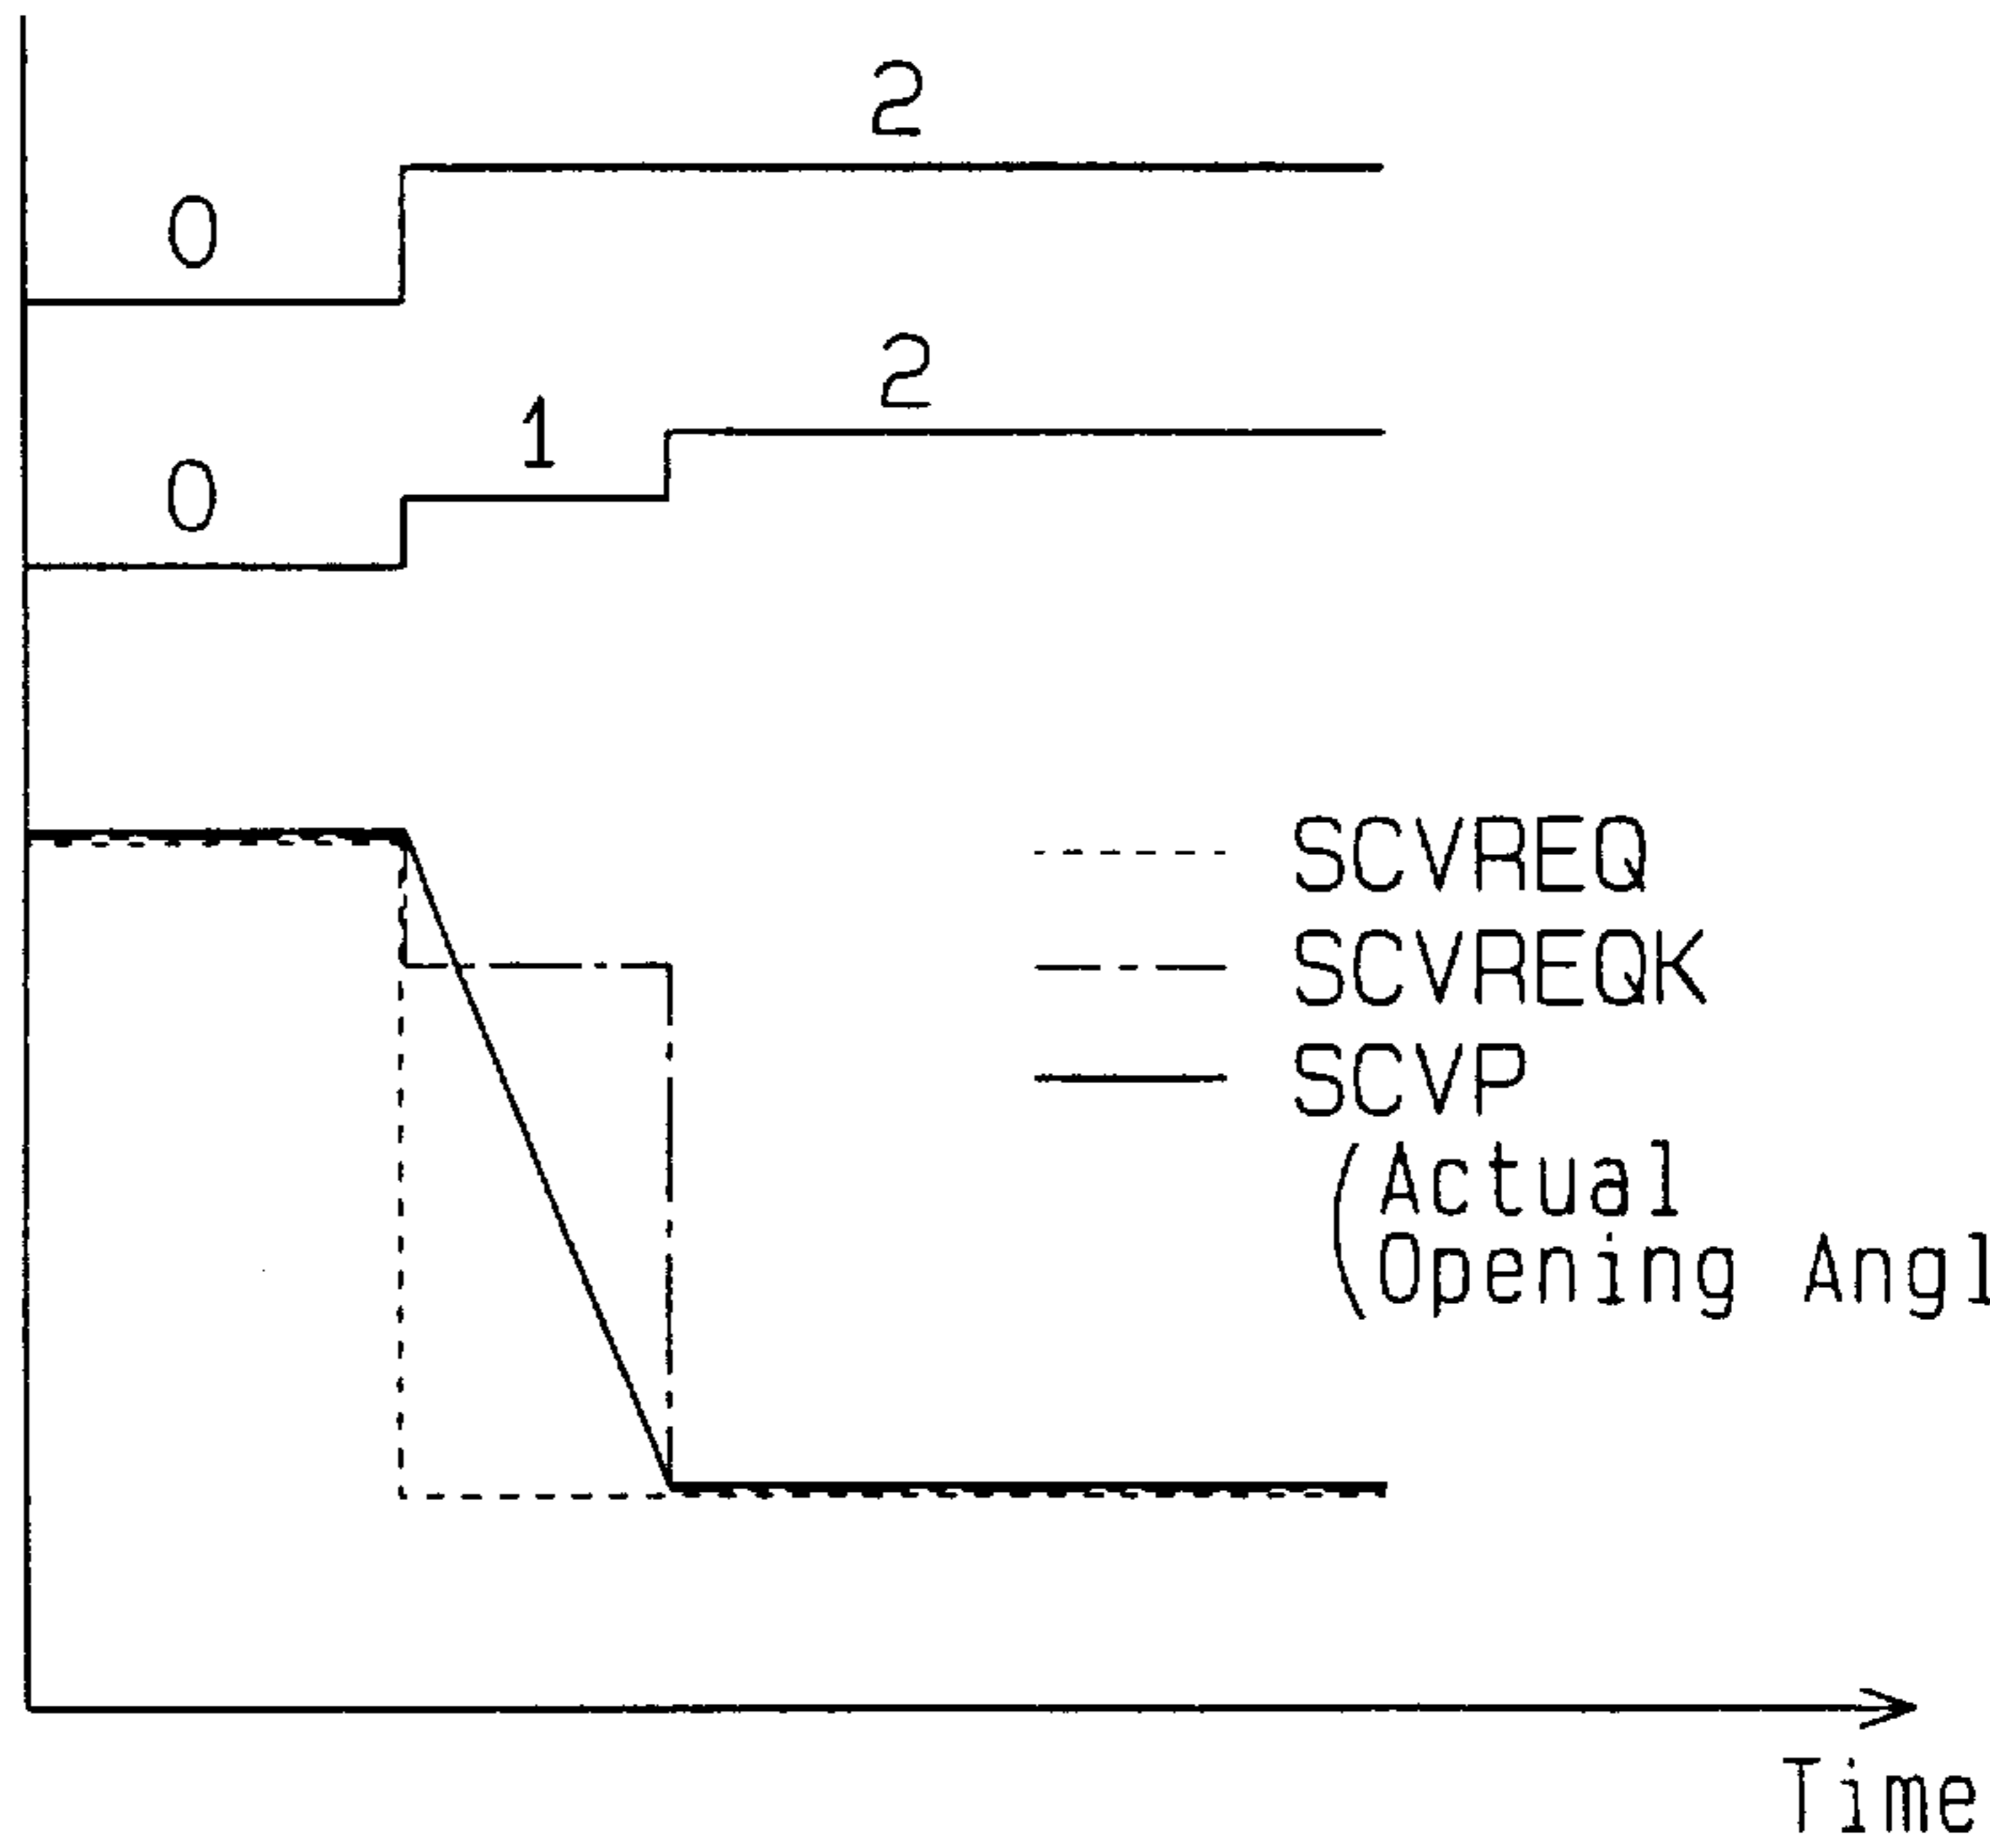 2
0
2
1
0
SCVREQ
SCVREQK
SCVP
(Actual
Opening Angl
Time